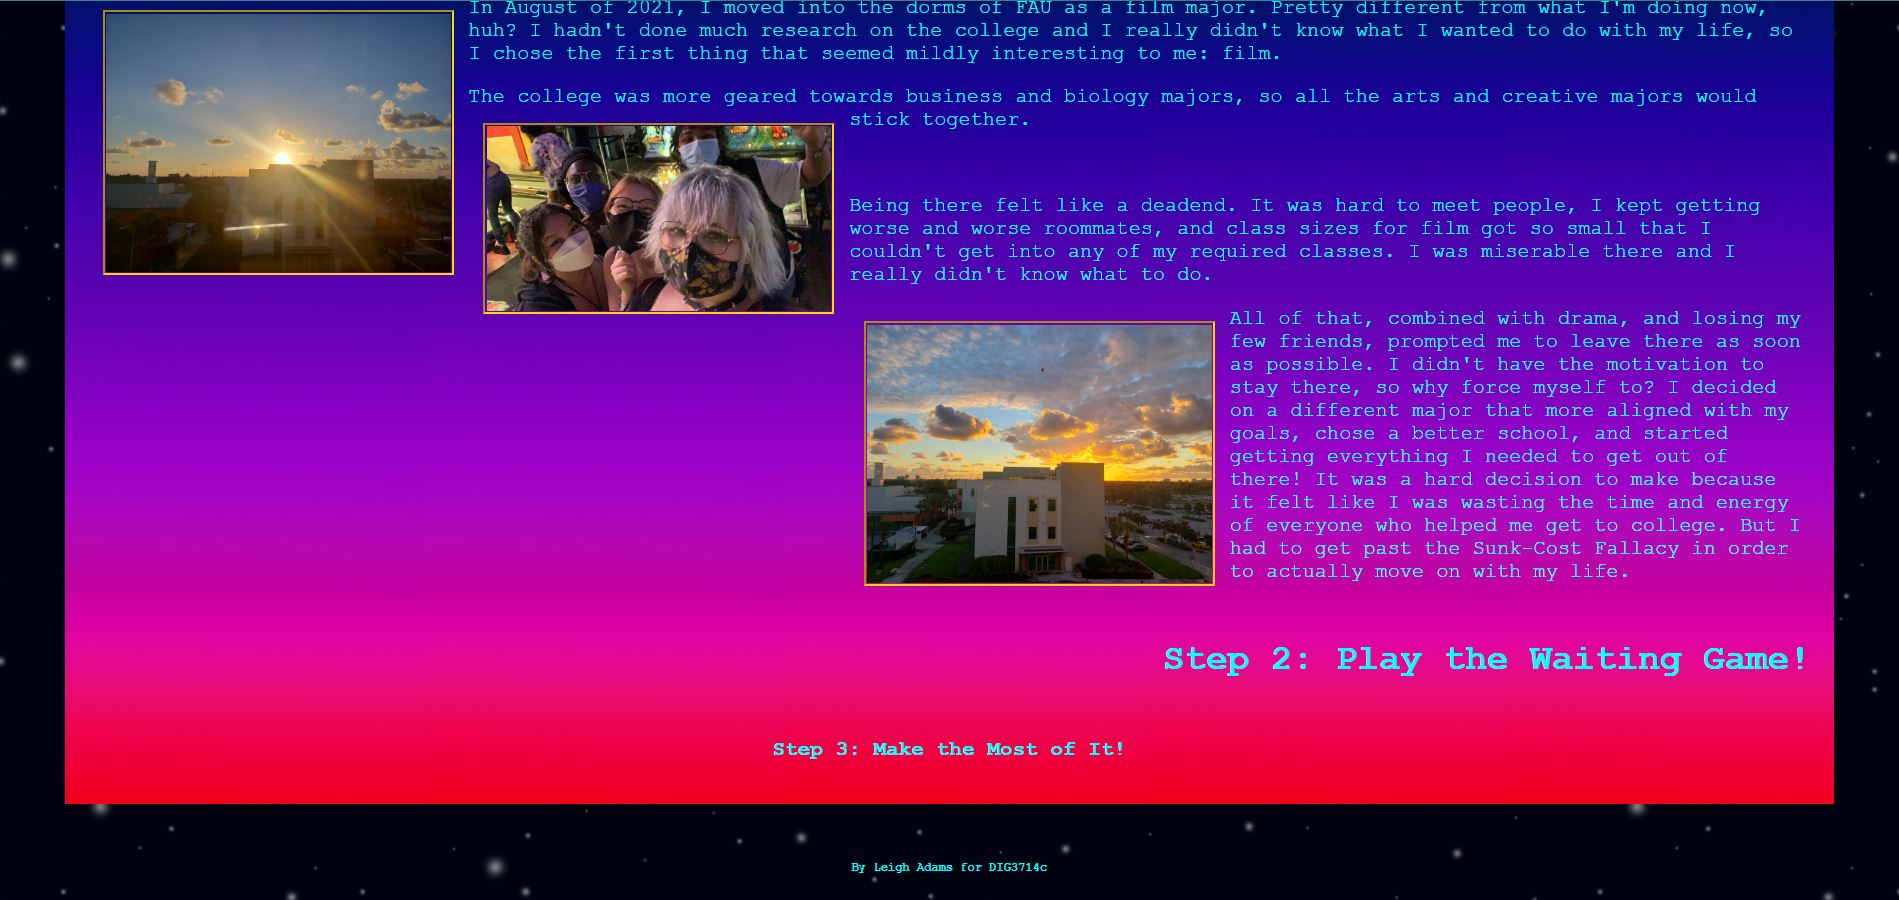 In August of 2021, I moved into the dorms of FAU as a film major. Pretty different from what I'm doing now,
huh? I hadn't done much research on the college and I really didn't know what I wanted to do with my life, so
I chose the first thing that seemed mildly interesting to me: film.
The college was more geared towards business and biology majors, so all the arts and creative majors would
stick together.
Being there felt like a deadend. It was hard to meet people, I kept getting
worse and worse roommates, and class sizes for film got so small that I
couldn't get into any of my required classes. I was miserable there and I
really didn't know what to do.
All of that, combined with drama, and losing my
few friends, prompted me to leave there as soon
as possible. I didn't have the motivation to
stay there, so why force myself to? I decided
on a different major that more aligned with my
goals, chose a better school, and started
getting everything I needed to get out of
there! It was a hard decision to make because
it felt like I was wasting the time and energy
of everyone who helped me get to college. But I
had to get past the Sunk-Cost Fallacy in order
to actually move on with my life.
Step 2: Play the Waiting Game!
Step 3: Make the Most of It!
By Leigh Adams for DIG3714c